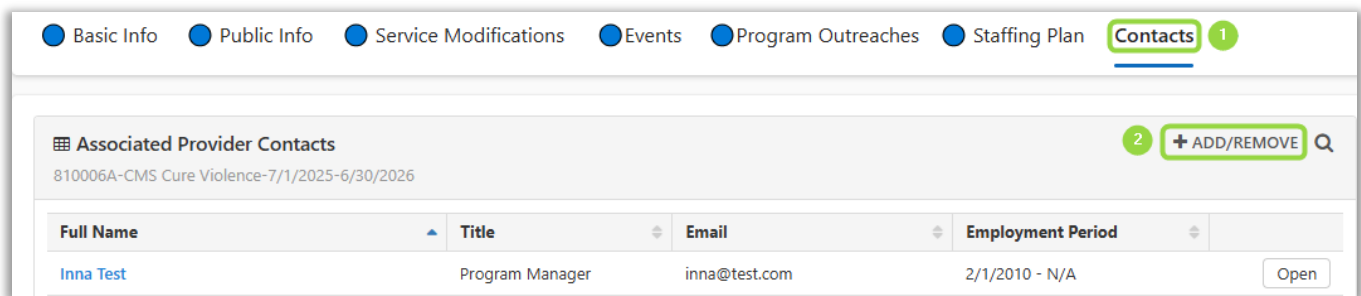 Basic Info Public Info Service Modifications Events Program Outreaches Staffing Plan Contacts 1
Associated Provider Contacts 2 + ADD/REMOVE
810006A-CMS Cure Violence-7/1/2025-6/30/2026
Full Name Title Email Employment Period
Inna Test Program Manager inna@test.com 2/1/2010 - N/A Open